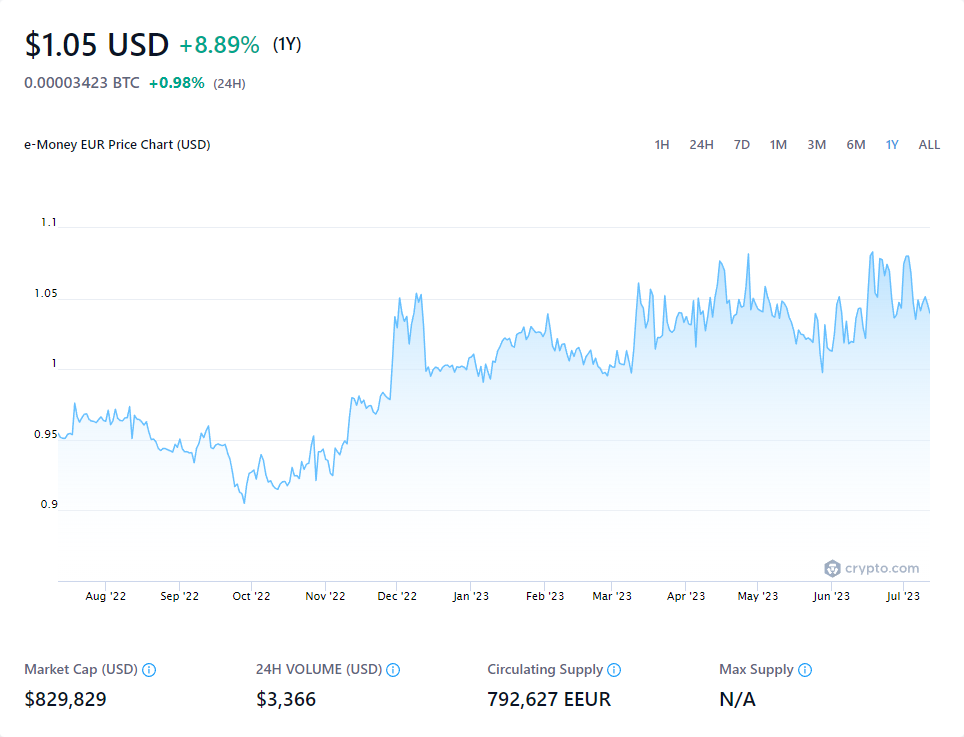 $1.05 USD +8.89% (1Y)
0.00003423 BTC +0.98% (24H)
e-Money EUR Price Chart (USD) 1H 24H 7D 1M 3M 6M 1Y ALL
1.1
1.05
1
0.95
0.9
crypto.com
Aug '22 Sep '22 Oct '22 Nov '22 Dec '22 Jan '23 Feb '23 Mar '23 Apr '23 May '23 Jun '23 Jul '23
Market Cap (USD) 24H VOLUME (USD) Circulating Supply Max Supply
$829,829 $3,366 792,627 EEUR N/A